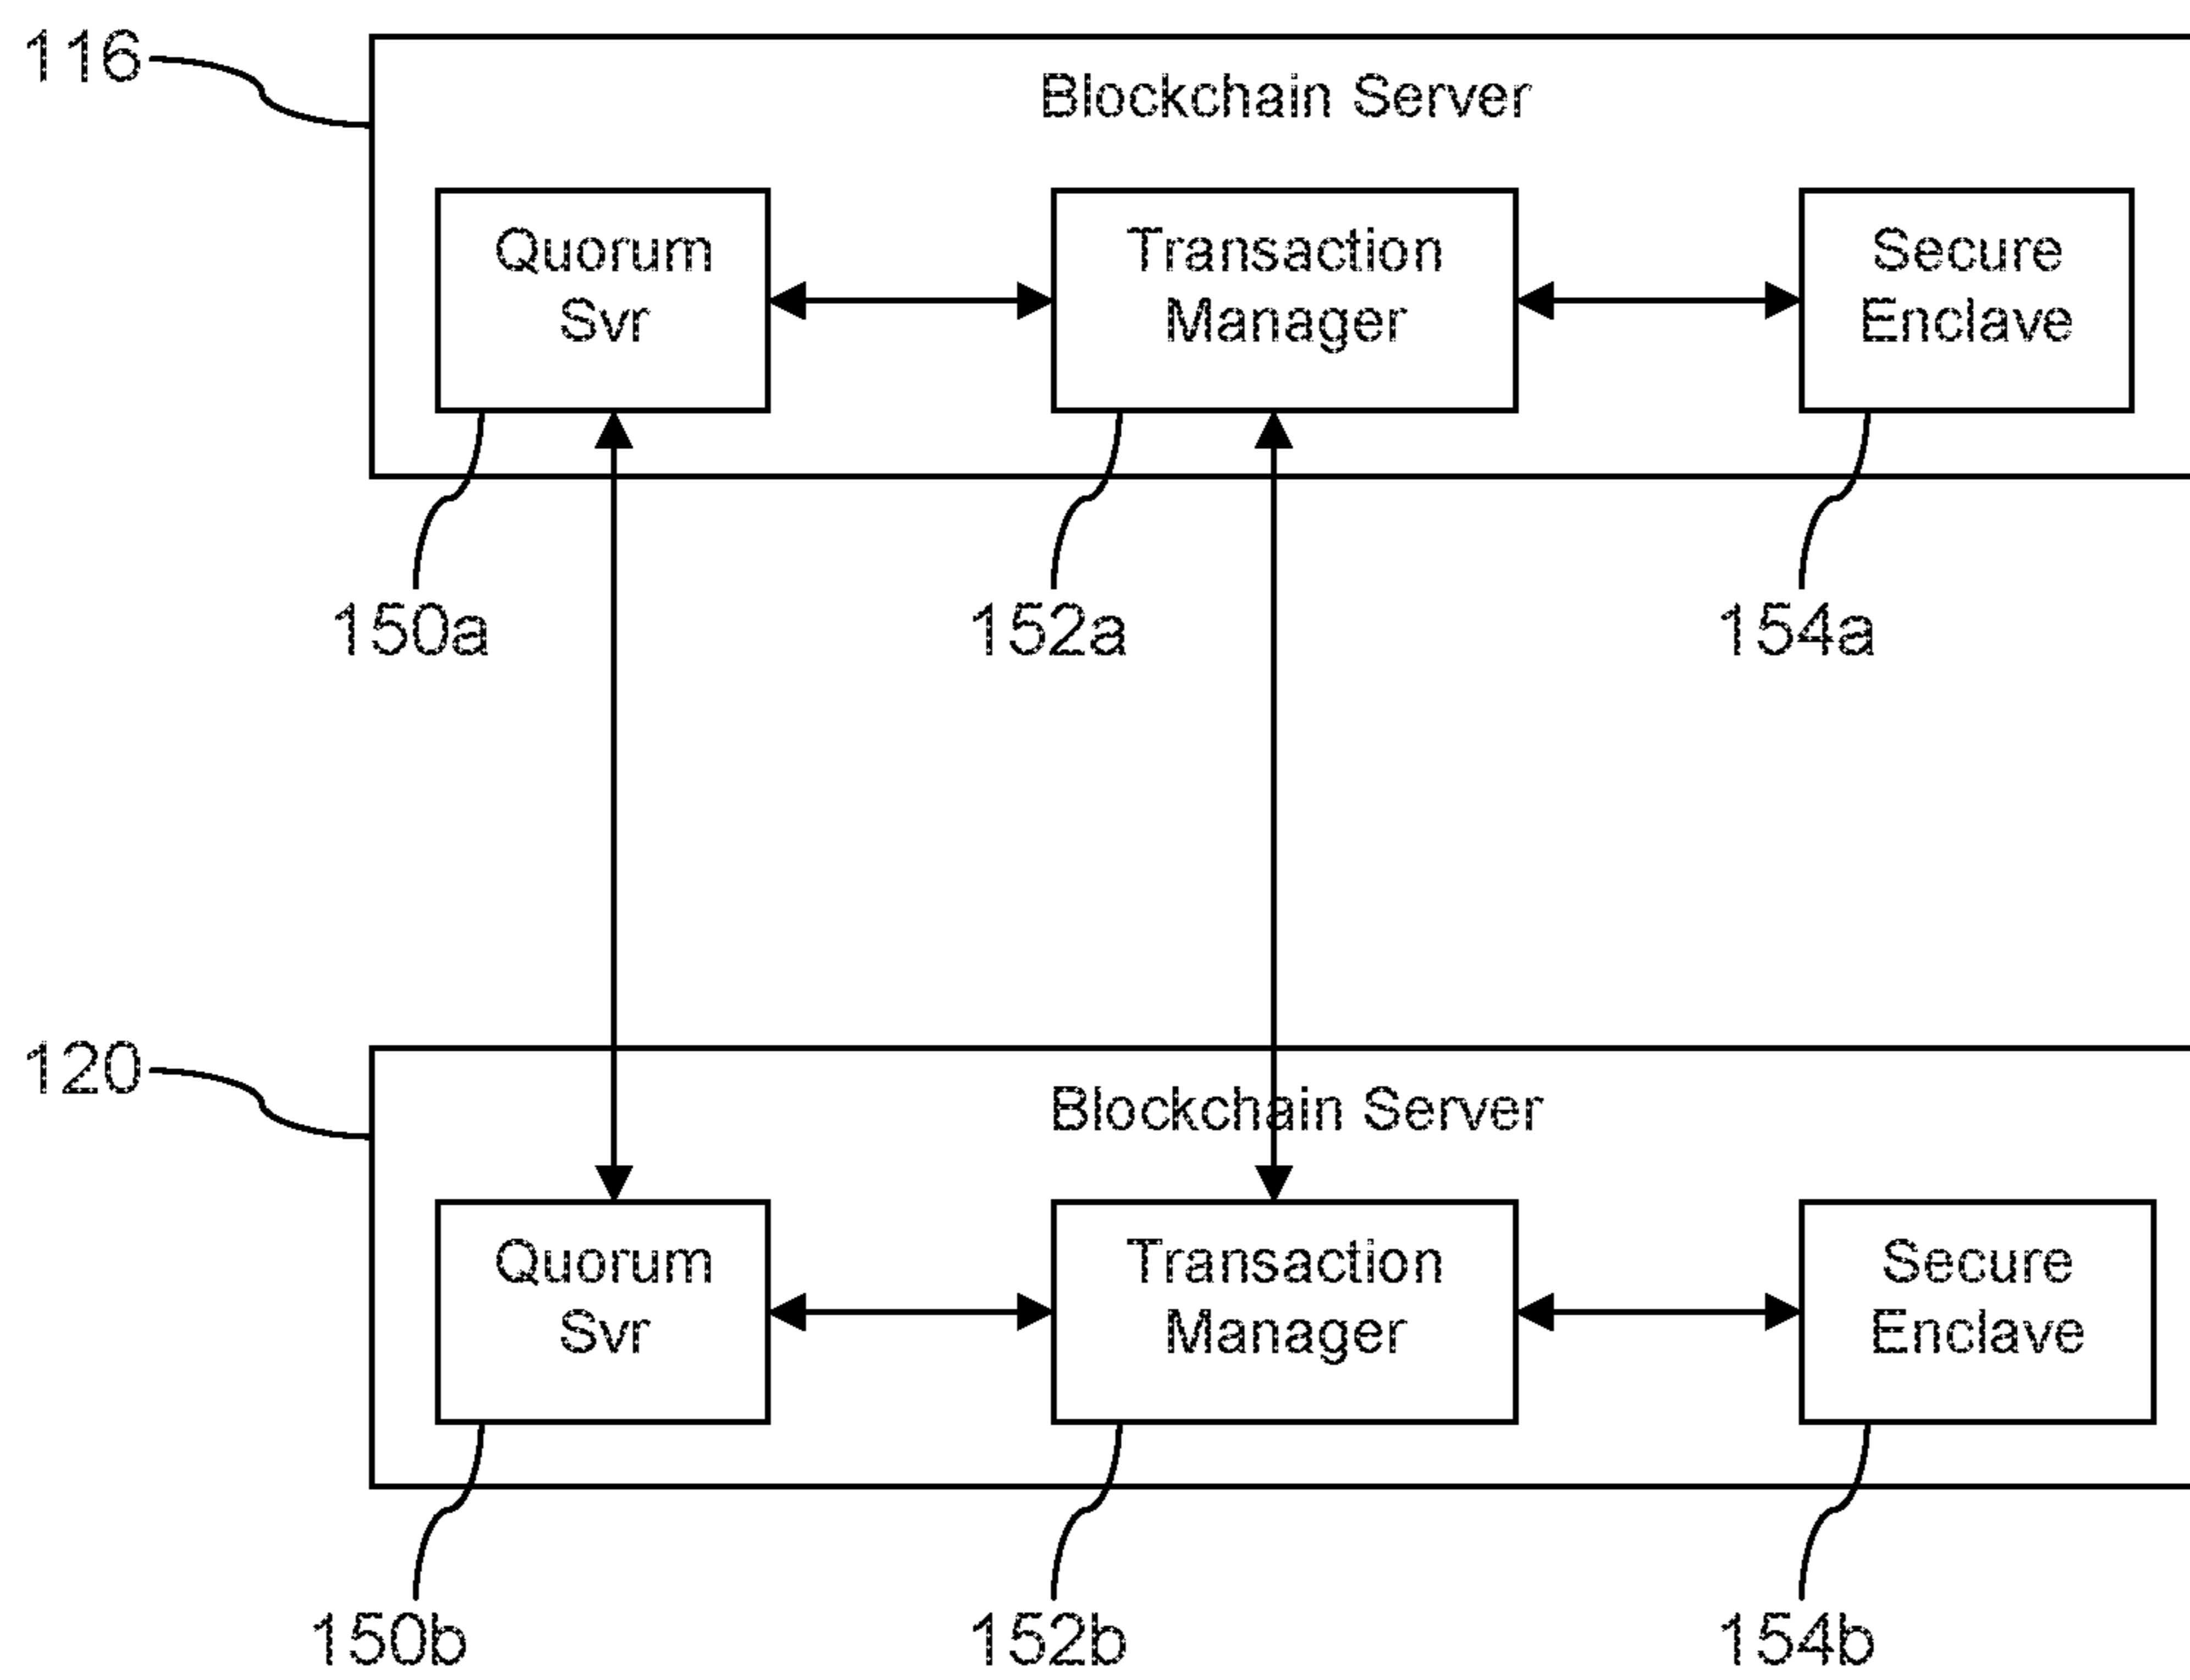 116
Blockchain Server
Quorum
Svr
Transaction
Manager
Secure
Enclave
150a
152a
154a
120
Blockchain Server
Quorum
Svr
Transaction
Manager
Secure
Enclave
150b
152b
154b